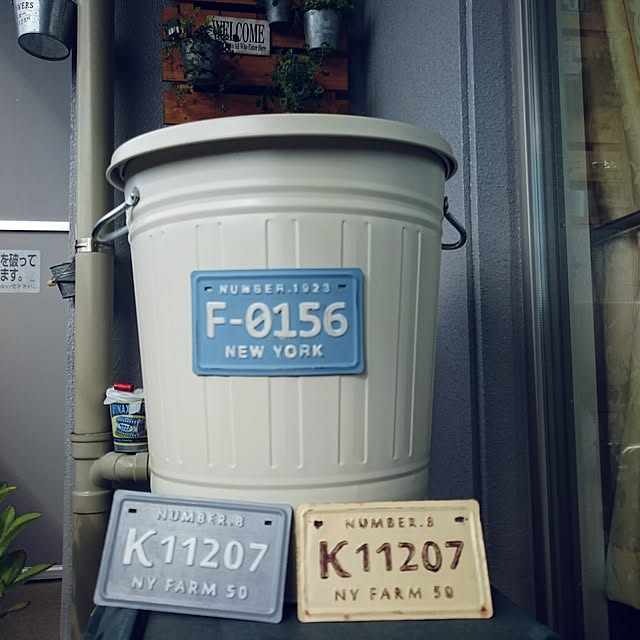 WELCOME
NUMBER.1923
F-0156
NEW YORK
を破って
ます。
NUMBER.8
K11207
NY FARM 50
NUMBER.8
K11207
NY FARM 50